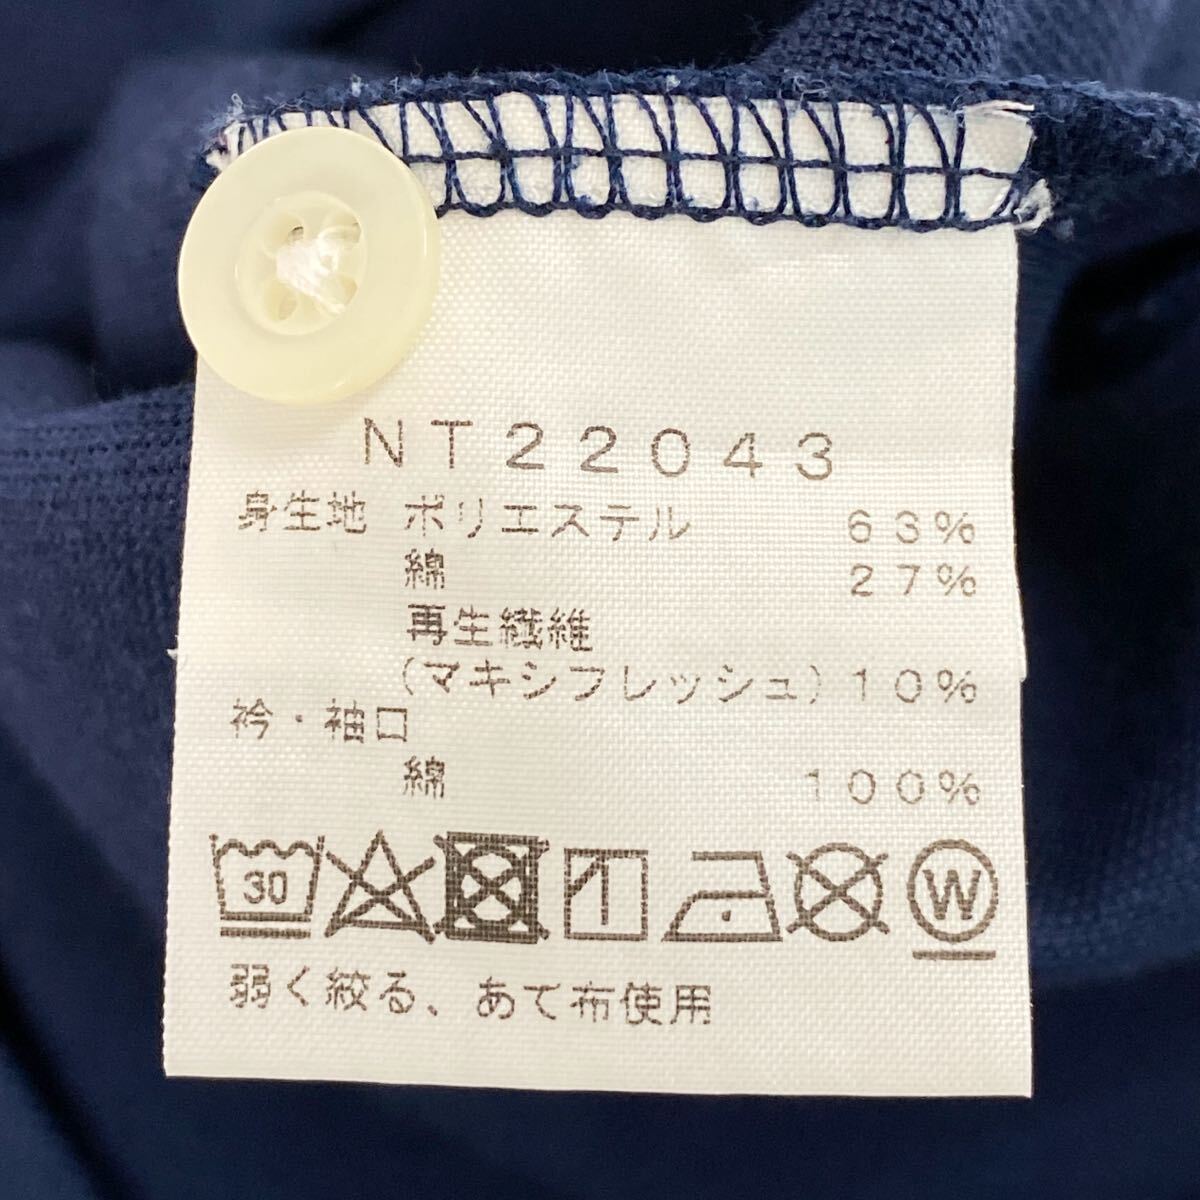 NT22043
身生地 ポリエステル 63%
綿 27%
再生繊維
(マキシフレッシュ) 10%
衿・袖口
綿 100%
30 W
弱く絞る、あて布使用